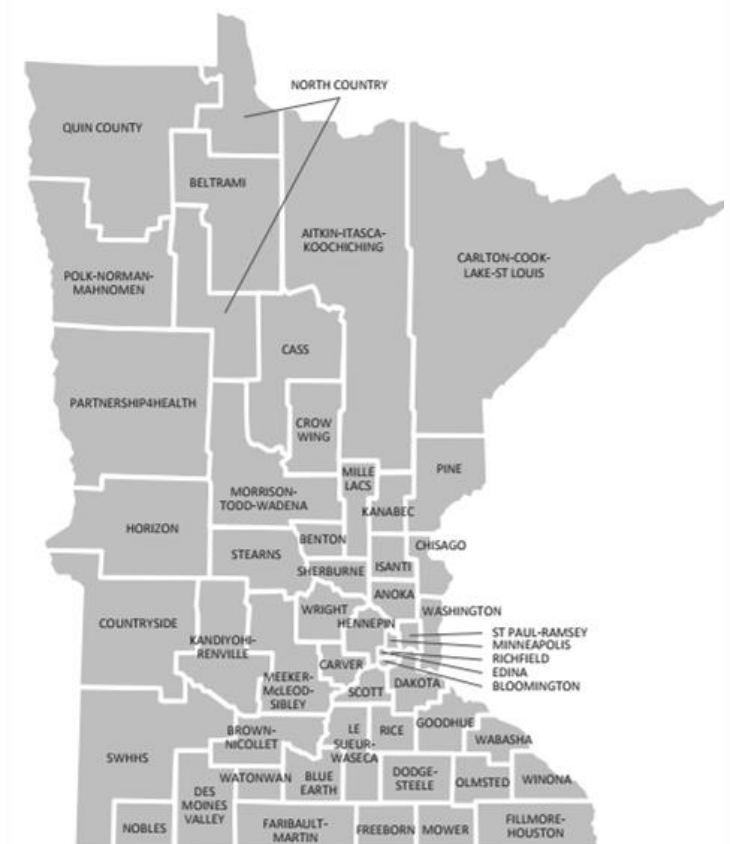 NORTH COUNTRY
QUIN COUNTY
BELTRAMI
AITKIN-ITASCA-
KOOCHICHING
CARLTON-COOK-
LAKE-ST LOUIS
POLK-NORMAN-
MAHNOMEN
CASS
PARTNERSHIP4HEALTH
CROW
WING
PINE
MILLE
LACS
MORRISON-
TODD-WADENA
KANABEC
HORIZON
BENTON
CHISAGO
STEARNS
ISANTI
SHERBURNE
ANOKA
WRIGHT
WASHINGTON
COUNTRYSIDE
HENNEPIN
ST PAUL-RAMSEY
MINNEAPOLIS
RICHFIELD
EDINA
BLOOMINGTON
KANDIYOHI-
RENVILLE
CARVER
MEEKER-
McLEOD-
SIBLEY
SCOTT
DAKOTA
GOODHUE
BROWN-
NICOLLET
LE
SUEUR-
WASECA
RICE
WABASHA
SWHHS
WATONWAN
BLUE
EARTH
DODGE-
STEELE
OLMSTED
WINONA
DES
MOINES
VALLEY
NOBLES
FARIBAULT-
MARTIN
FREEBORN
MOWER
FILLMORE-
HOUSTON